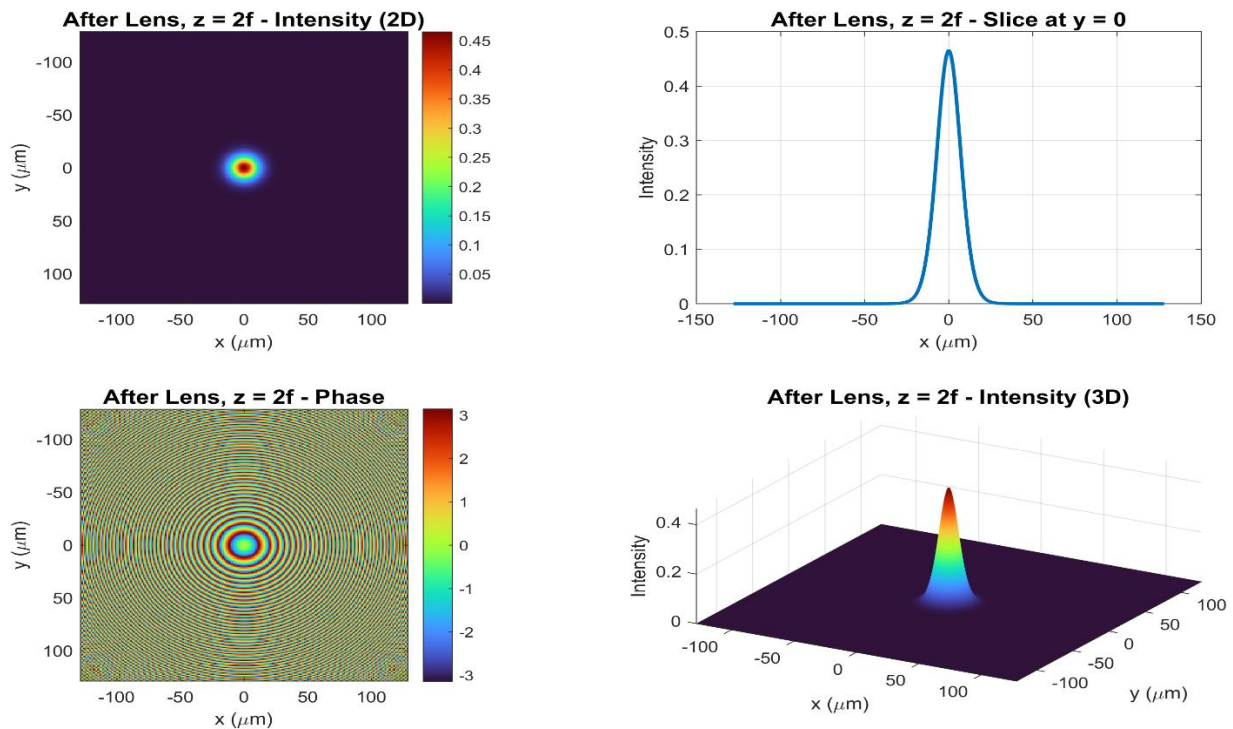 After Lens, z = 2f - Intensity (2D)
-100
-50
0
50
100
y (μm)
-100 -50 0 50 100
x (μm)
0.45
0.4
0.35
0.3
0.25
0.2
0.15
0.1
0.05
After Lens, z = 2f - Slice at y = 0
0.5
0.4
0.3
0.2
0.1
0
Intensity
-150 -100 -50 0 50 100 150
x (μm)
After Lens, z = 2f - Phase
-100
-50
0
50
100
y (μm)
-100 -50 0 50 100
x (μm)
3
2
1
0
-1
-2
-3
After Lens, z = 2f - Intensity (3D)
0.4
0.2
0
Intensity
-100 -50 0 50 100
x (μm)
100
50
0
-50
-100
y (μm)